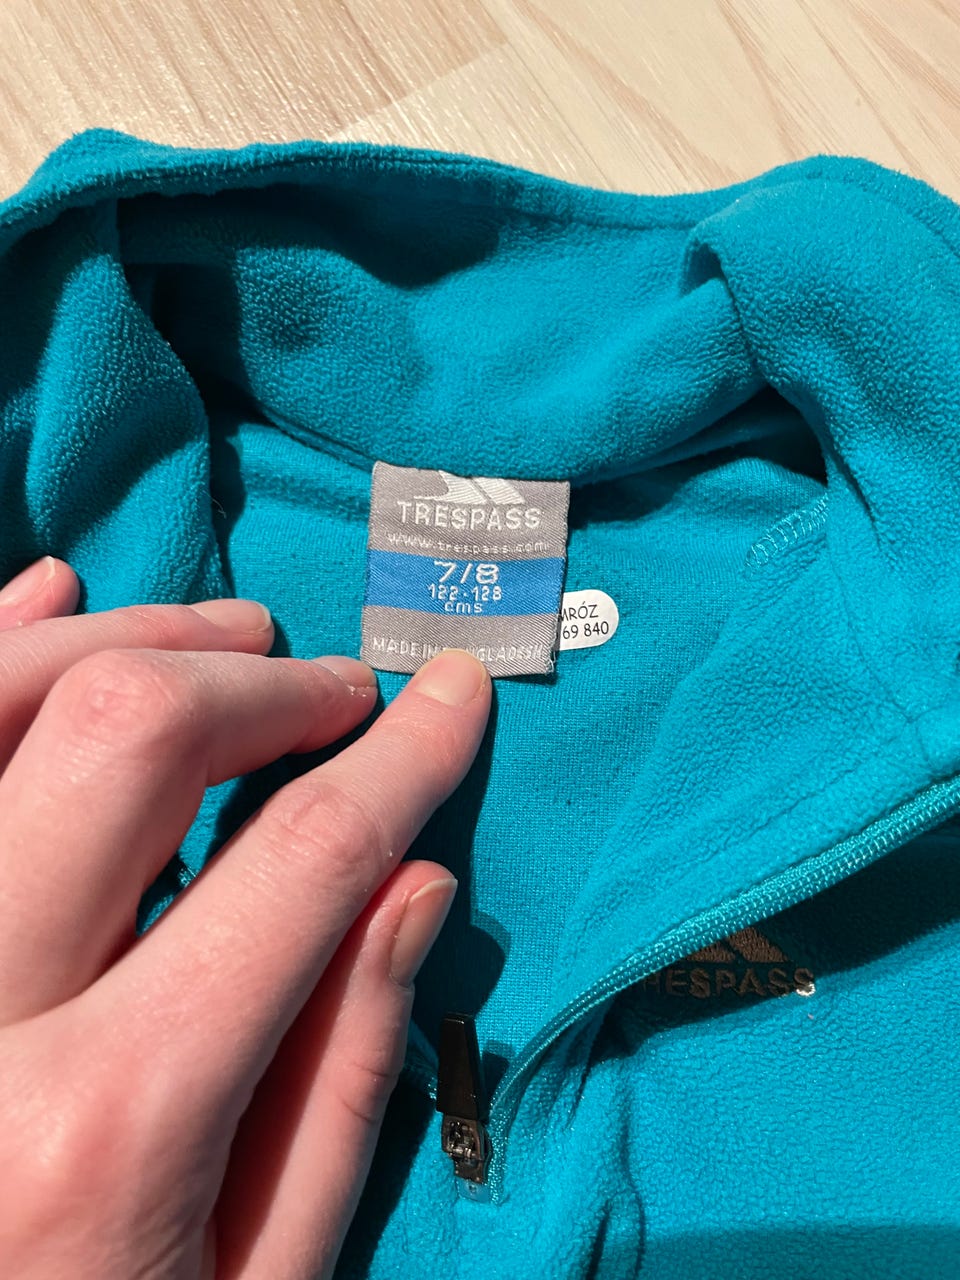 TRESPASS
www.trespass.com
7/8
122-128
cms
MADE IN BANGLADESH
MRÓZ
69 840
TRESPASS